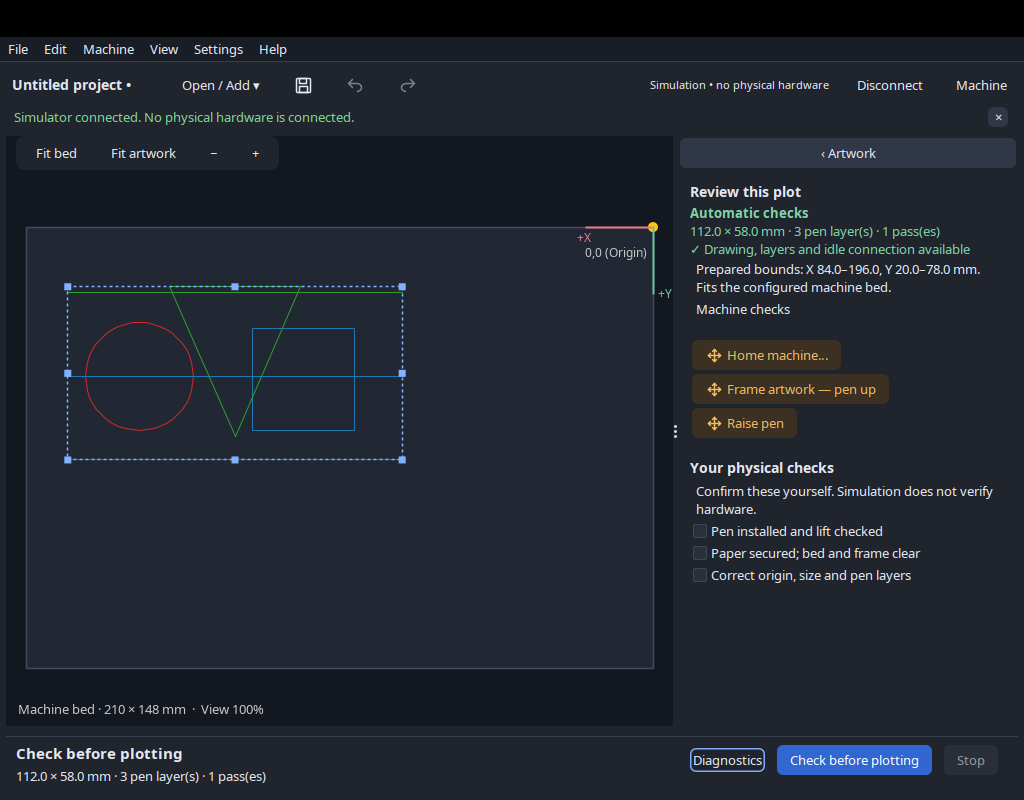 File Edit Machine View Settings Help
Untitled project • Open / Add ▾ Simulation • no physical hardware Disconnect Machine
Simulator connected. No physical hardware is connected. ×
Fit bed Fit artwork − +
‹ Artwork
Review this plot
Automatic checks
112.0 × 58.0 mm · 3 pen layer(s) · 1 pass(es)
✓ Drawing, layers and idle connection available
Prepared bounds: X 84.0–196.0, Y 20.0–78.0 mm.
Fits the configured machine bed.
Machine checks
Home machine...
Frame artwork — pen up
Raise pen
Your physical checks
Confirm these yourself. Simulation does not verify
hardware.
Pen installed and lift checked
Paper secured; bed and frame clear
Correct origin, size and pen layers
+X
0,0 (Origin)
+Y
Machine bed · 210 × 148 mm · View 100%
Check before plotting
112.0 × 58.0 mm · 3 pen layer(s) · 1 pass(es)
Diagnostics Check before plotting Stop